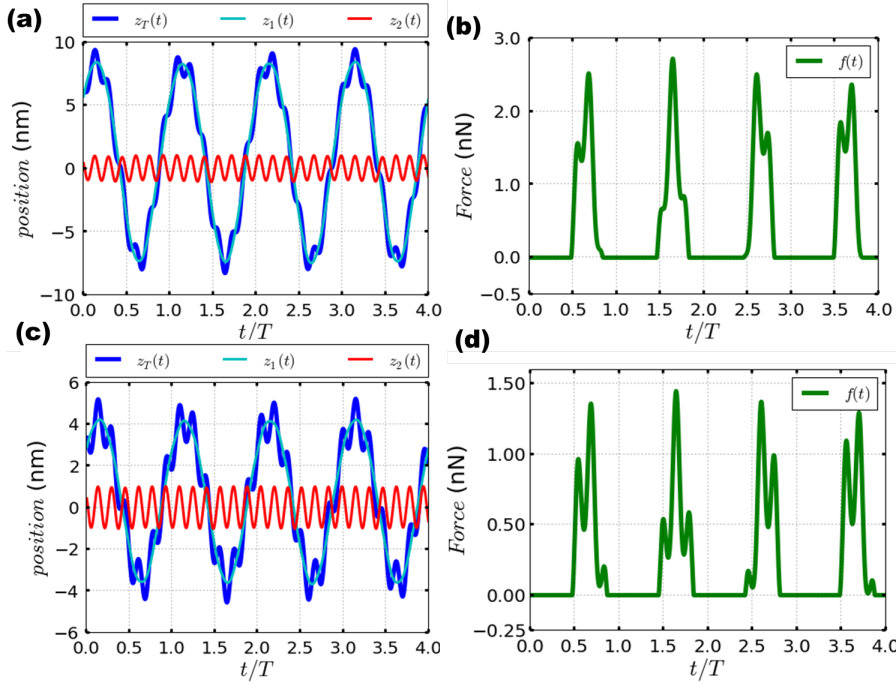 (a)
z_T(t) z_1(t) z_2(t)
position (nm)
10
5
0
−5
−10
0.0 0.5 1.0 1.5 2.0 2.5 3.0 3.5 4.0
t/T
(b)
f(t)
Force (nN)
3.0
2.0
1.0
0.0
−0.5
0.0 0.5 1.0 1.5 2.0 2.5 3.0 3.5 4.0
t/T
(c)
z_T(t) z_1(t) z_2(t)
position (nm)
6
4
2
0
−2
−4
−6
0.0 0.5 1.0 1.5 2.0 2.5 3.0 3.5 4.0
t/T
(d)
f(t)
Force (nN)
1.50
1.00
0.50
0.00
−0.25
0.0 0.5 1.0 1.5 2.0 2.5 3.0 3.5 4.0
t/T